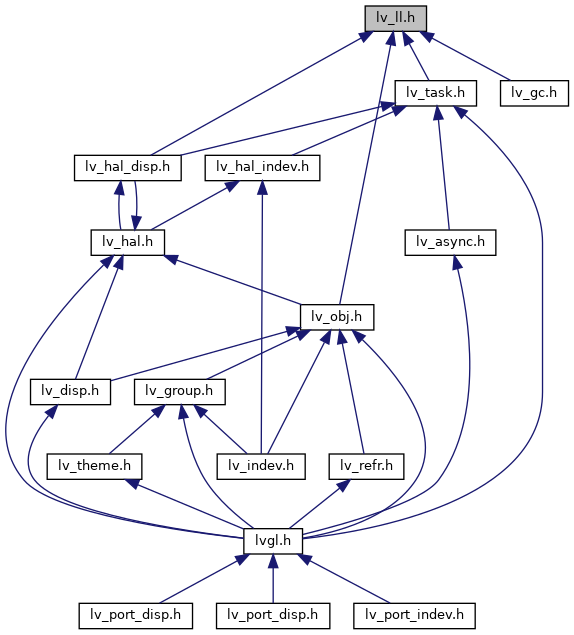 lv_ll.h
lv_task.h
lv_gc.h
lv_hal_disp.h
lv_hal_indev.h
lv_hal.h
lv_async.h
lv_obj.h
lv_disp.h
lv_group.h
lv_theme.h
lv_indev.h
lv_refr.h
lvgl.h
lv_port_disp.h
lv_port_disp.h
lv_port_indev.h